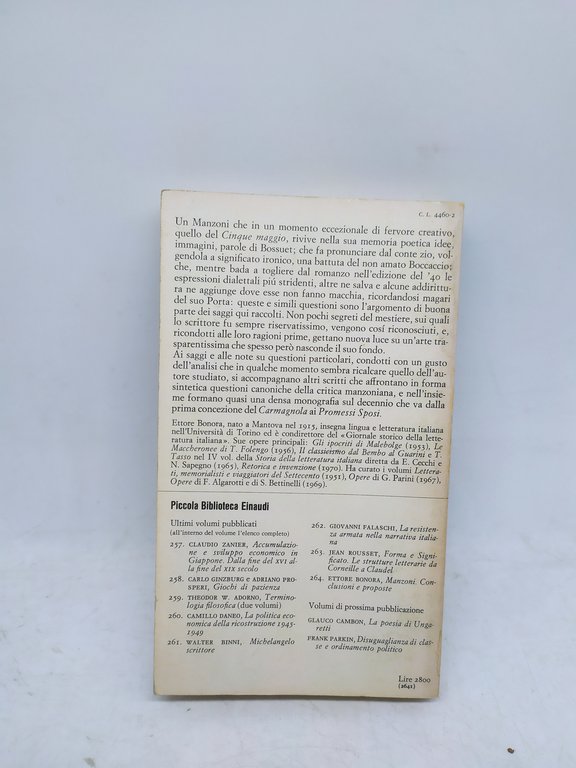 C. L. 4460-2
Un Manzoni che in un momento eccezionale di fervore creativo,
quello del Cinque maggio, rivive nella sua memoria poetica idee,
immagini, parole di Bossuet; che fa pronunciare dal conte zio, vol-
gendola a significato ironico, una battuta del non amato Boccaccio;
che, mentre bada a togliere dal romanzo nell'edizione del '40 le
espressioni dialettali piú stridenti, altre ne salva e alcune addirittu-
ra ne aggiunge dove esse non fanno macchia, ricordandosi magari
del suo Porta: queste e simili questioni sono l'argomento di buona
parte dei saggi qui raccolti. Non pochi segreti del mestiere, sui quali
lo scrittore fu sempre riservatissimo, vengono cosí riconosciuti, e,
ricondotti alle loro ragioni prime, gettano nuova luce su un'arte tra-
sparentissima che spesso però nasconde il suo fondo.
Ai saggi e alle note su questioni particolari, condotti con un gusto
dell'analisi che in qualche momento sembra ricalcare quello dell'au-
tore studiato, si accompagnano altri scritti che affrontano in forma
sintetica questioni canoniche della critica manzoniana, e nell'insie-
me formano quasi una densa monografia sul decennio che va dalla
prima concezione del Carmagnola ai Promessi Sposi.
Ettore Bonora, nato a Mantova nel 1915, insegna lingua e letteratura italiana
nell'Università di Torino ed è condirettore del «Giornale storico della lette-
ratura italiana». Sue opere principali: Gli ipocriti di Malebolge (1953), Le
Maccheronee di T. Folengo (1956), Il classicismo dal Bembo al Guarini e T.
Tasso nel IV vol. della Storia della letteratura italiana diretta da E. Cecchi e
N. Sapegno (1965), Retorica e invenzione (1970). Ha curato i volumi Lettera-
ti, memorialisti e viaggiatori del Settecento (1951), Opere di G. Parini (1967),
Opere di F. Algarotti e di S. Bettinelli (1969).
Piccola Biblioteca Einaudi
Ultimi volumi pubblicati
(all'interno del volume l'elenco completo)
257. CLAUDIO ZANIER, Accumulazio-
ne e sviluppo economico in
Giappone. Dalla fine del XVI al-
la fine del XIX secolo
258. CARLO GINZBURG e ADRIANO PRO-
SPERI, Giochi di pazienza
259. THEODOR W. ADORNO, Termino-
logia filosofica (due volumi)
260. CAMILLO DANEO, La politica eco-
nomica della ricostruzione 1945-
1949
261. WALTER BINNI, Michelangelo
scrittore
262. GIOVANNI FALASCHI, La resisten-
za armata nella narrativa italia-
na
263. JEAN ROUSSET, Forma e Signi-
ficato. Le strutture letterarie da
Corneille a Claudel
264. ETTORE BONORA, Manzoni. Con-
clusioni e proposte
Volumi di prossima pubblicazione
GLAUCO CAMBON, La poesia di Unga-
retti
FRANK PARKIN, Disuguaglianza di clas-
se e ordinamento politico
Lire 2800
(2641)